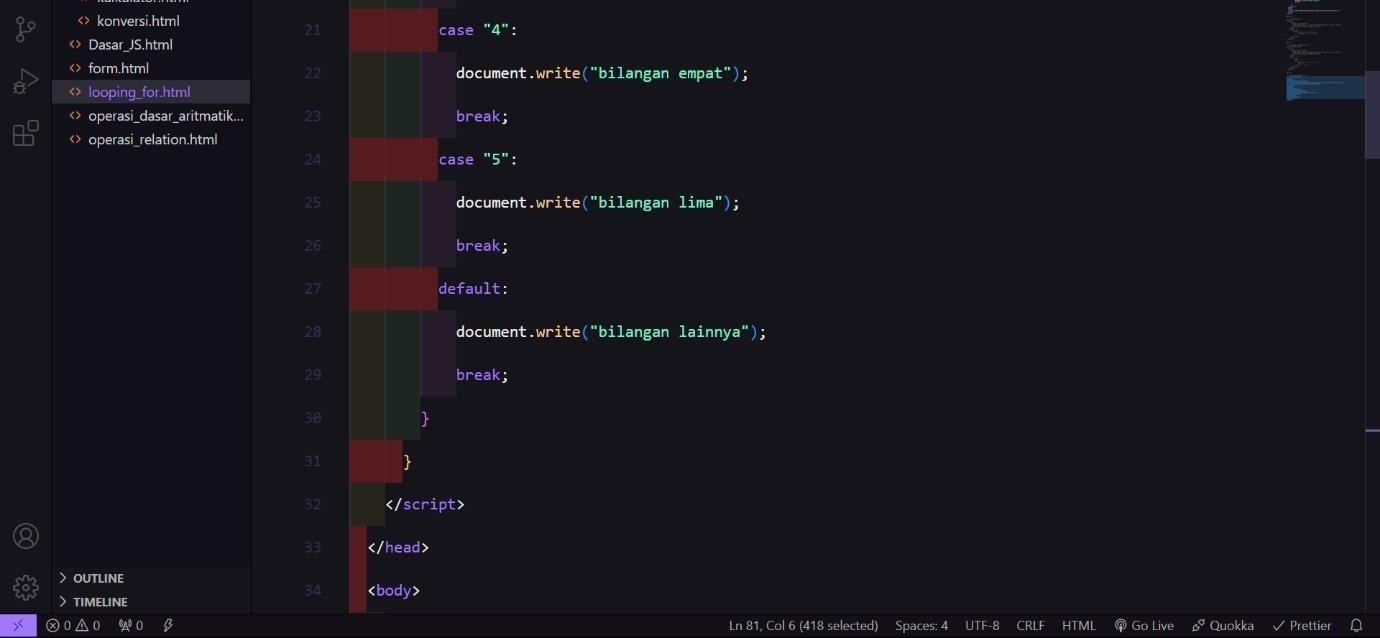 konversi.html
Dasar_JS.html
form.html
looping_for.html
operasi_dasar_aritmatik...
operasi_relation.html
OUTLINE
TIMELINE
21 case "4":
22 document.write("bilangan empat");
23 break;
24 case "5":
25 document.write("bilangan lima");
26 break;
27 default:
28 document.write("bilangan lainnya");
29 break;
30 }
31 }
32 </script>
33 </head>
34 <body>
0 0 0 Ln 81, Col 6 (418 selected) Spaces: 4 UTF-8 CRLF HTML Go Live Quokka Prettier